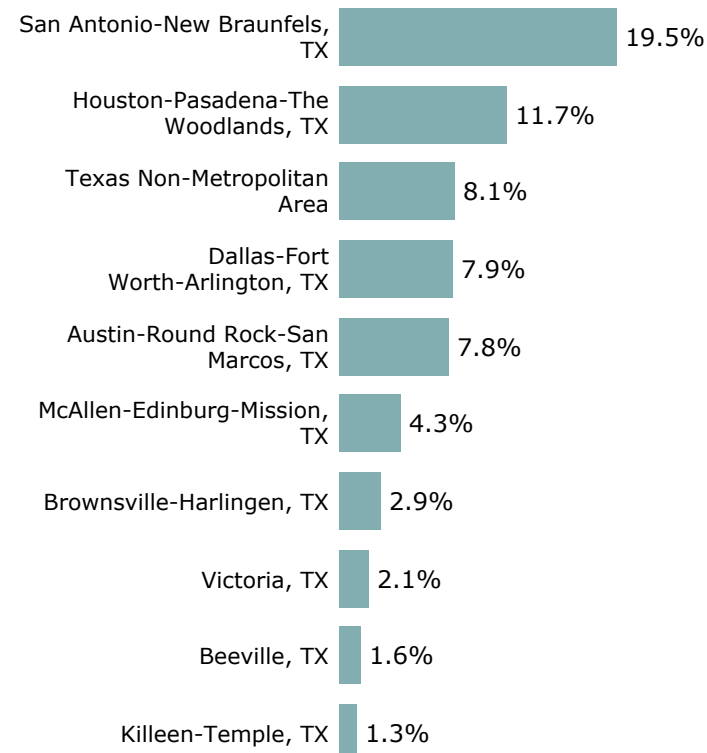 San Antonio-New Braunfels,
TX
19.5%
Houston-Pasadena-The
Woodlands, TX
11.7%
Texas Non-Metropolitan
Area
8.1%
Dallas-Fort
Worth-Arlington, TX
7.9%
Austin-Round Rock-San
Marcos, TX
7.8%
McAllen-Edinburg-Mission,
TX
4.3%
Brownsville-Harlingen, TX
2.9%
Victoria, TX
2.1%
Beeville, TX
1.6%
Killeen-Temple, TX
1.3%